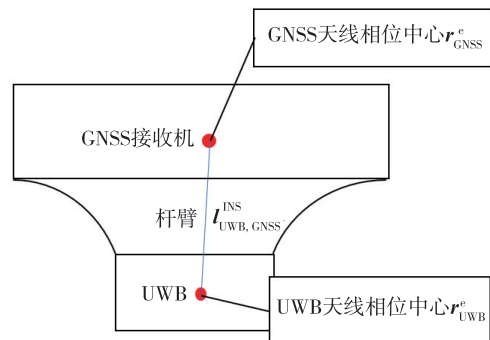 GNSS天线相位中心r^e_GNSS
GNSS接收机
杆臂 l^INS_UWB, GNSS
UWB
UWB天线相位中心r^e_UWB